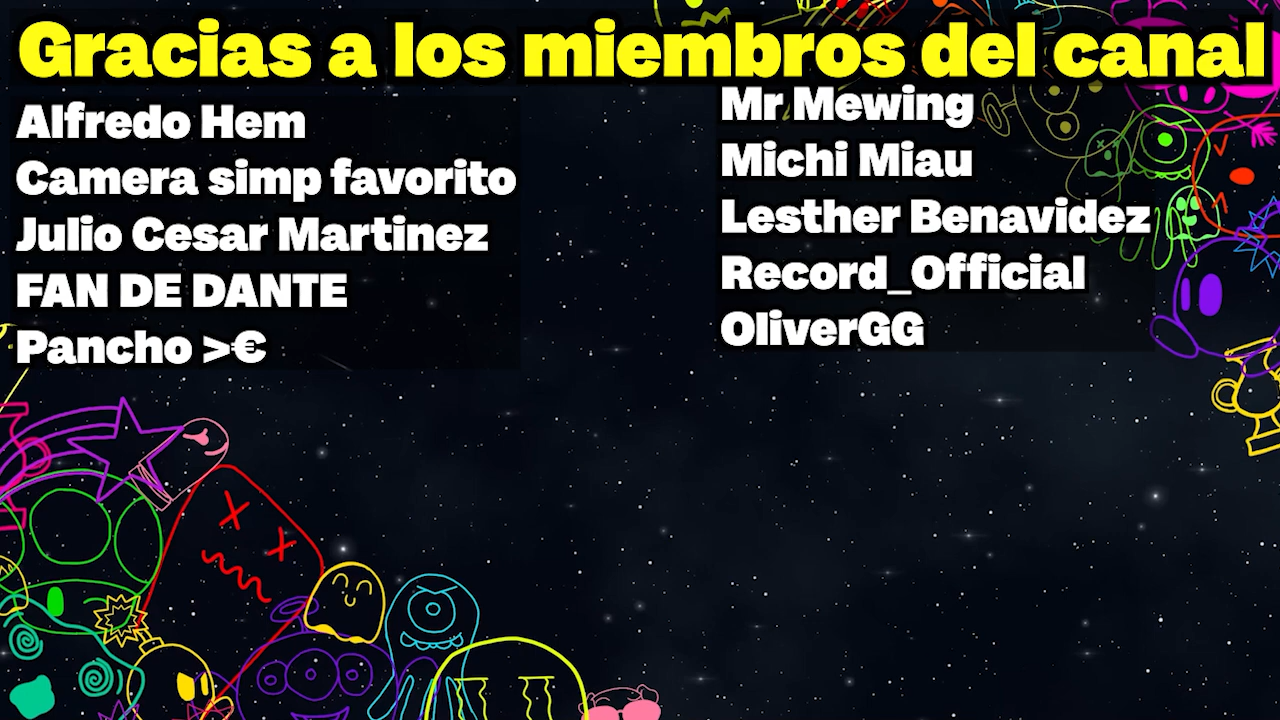 Gracias a los miembros del canal
Alfredo Hem
Camera simp favorito
Julio Cesar Martinez
FAN DE DANTE
Pancho >€
Mr Mewing
Michi Miau
Lesther Benavidez
Record_Official
OliverGG